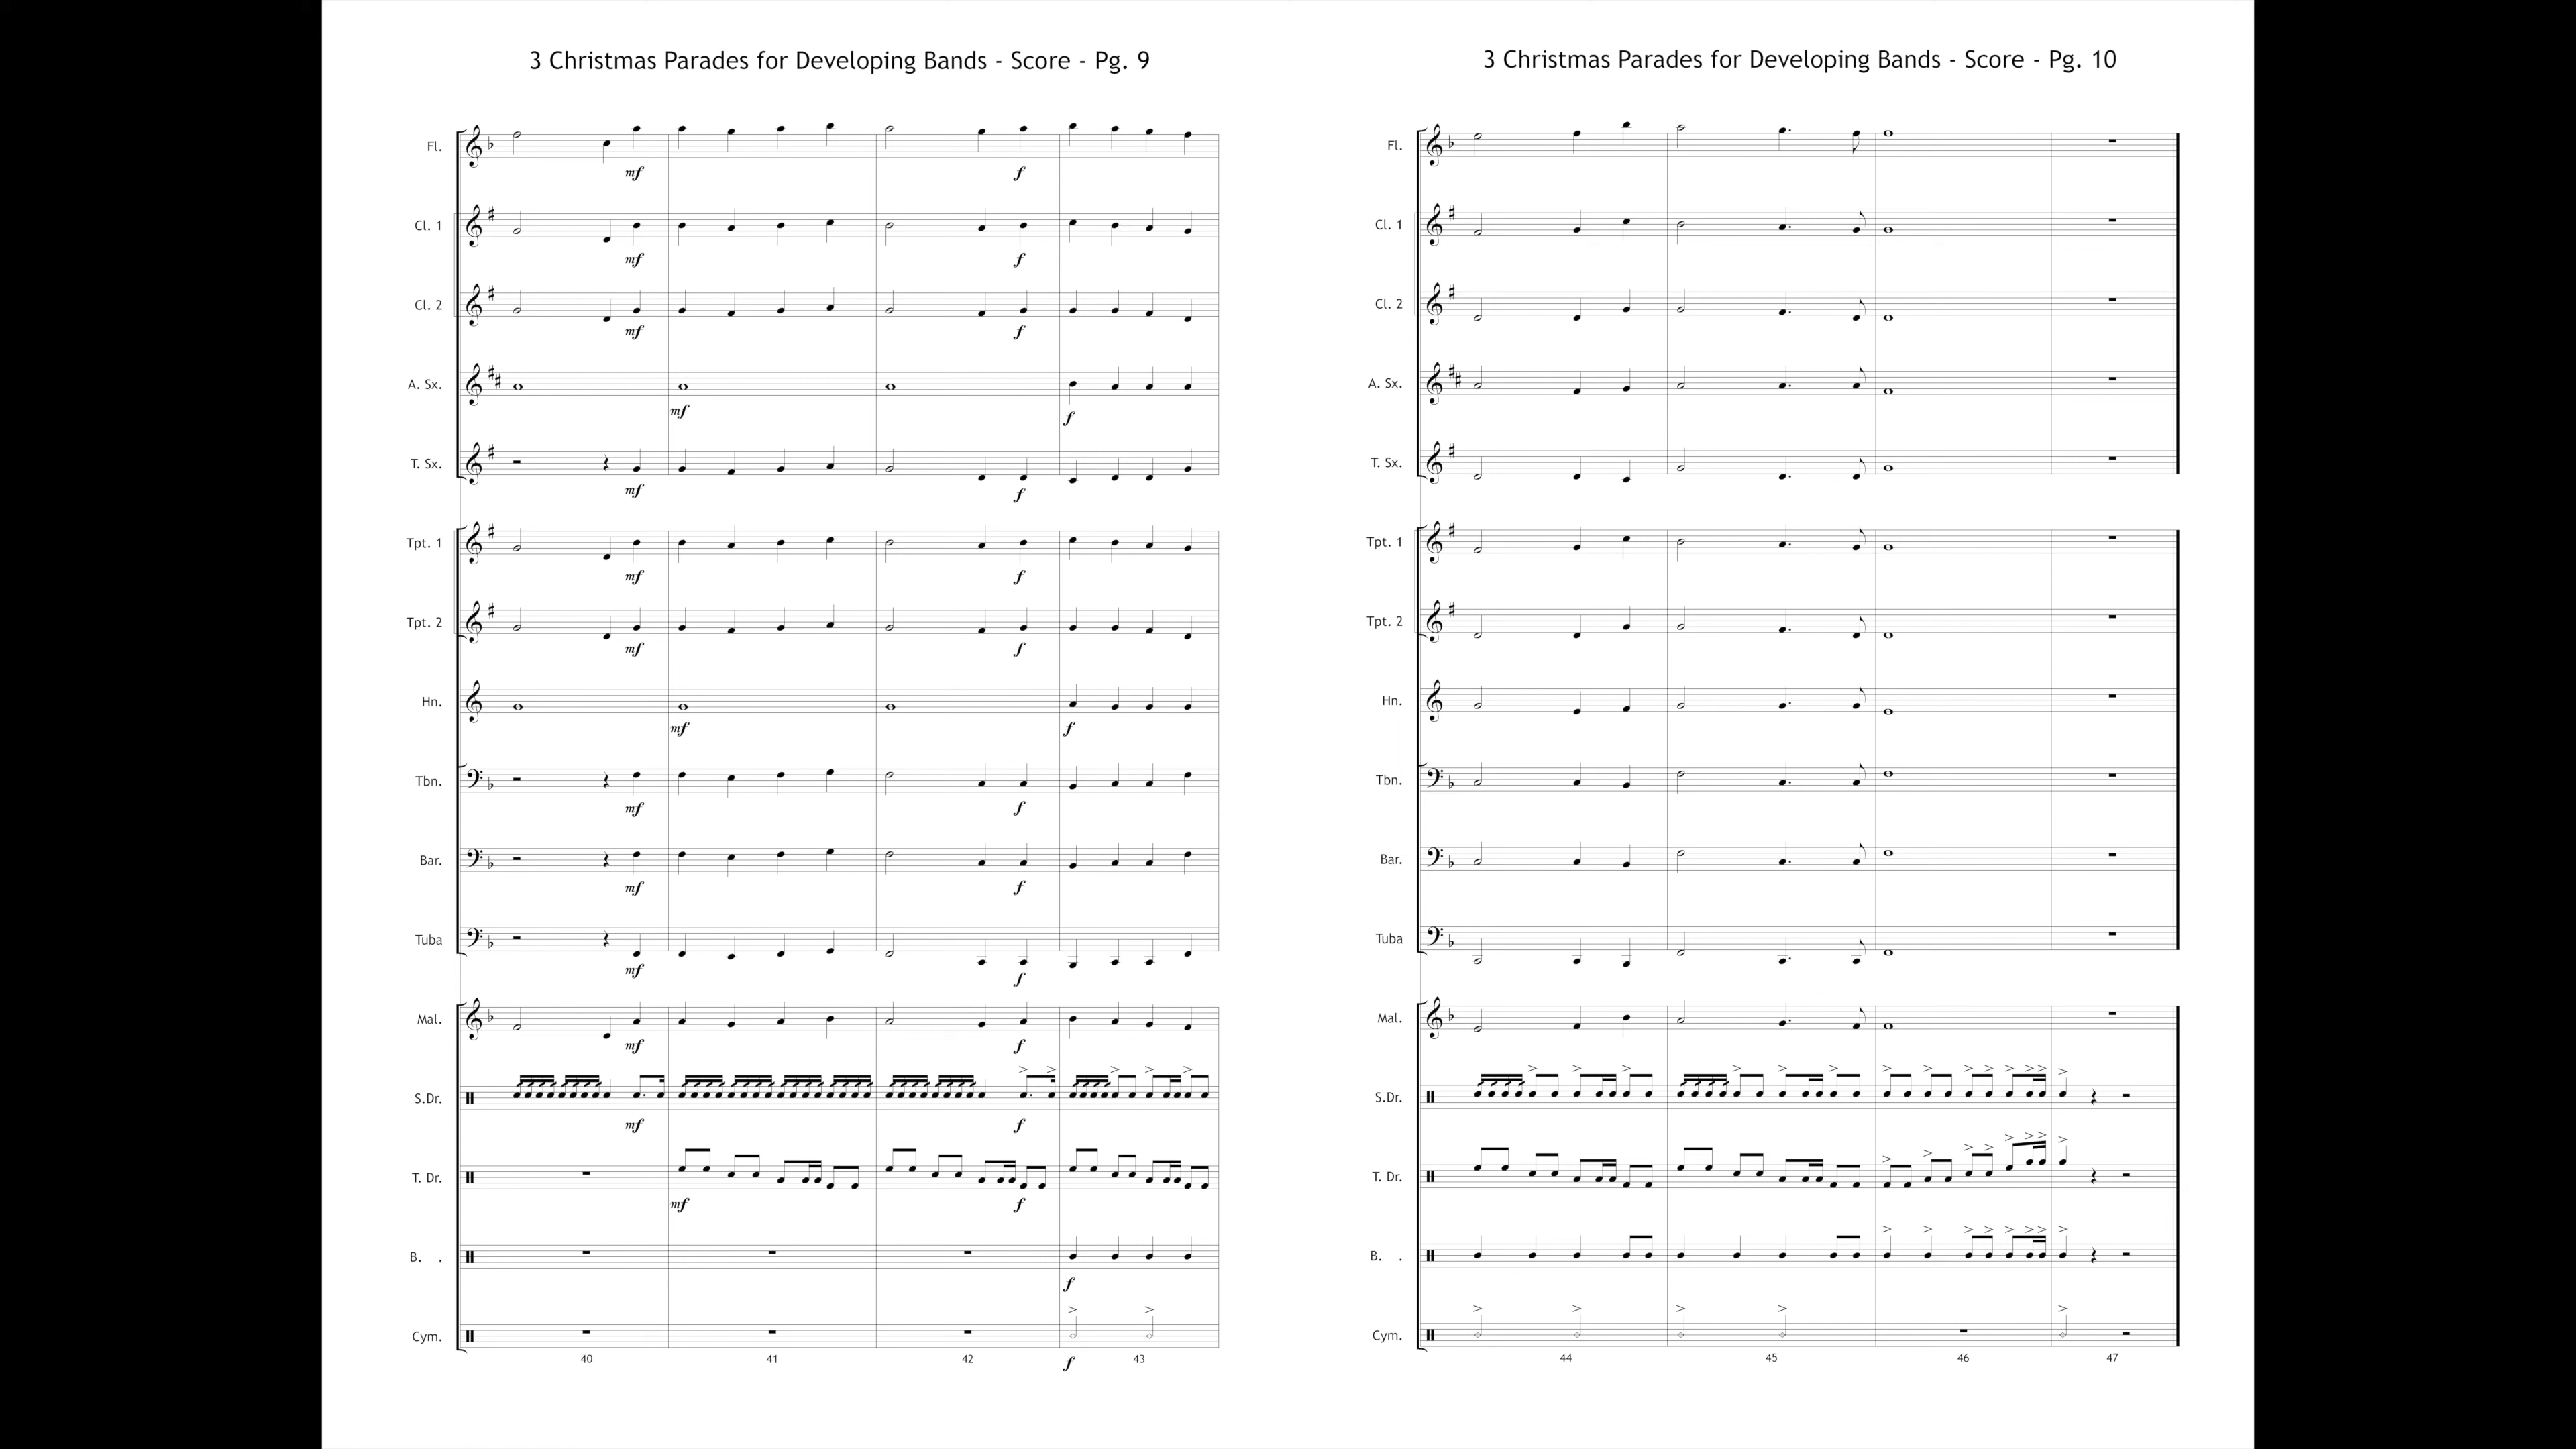 3 Christmas Parades for Developing Bands - Score - Pg. 9
Fl.
mf
f
Cl. 1
mf
f
Cl. 2
mf
f
A. Sx.
mf
f
T. Sx.
mf
f
Tpt. 1
mf
f
Tpt. 2
mf
f
Hn.
mf
f
Tbn.
mf
f
Bar.
mf
f
Tuba
mf
f
Mal.
mf
f
S.Dr.
mf
f
T. Dr.
mf
f
B. .
f
Cym.
f
40 41 42 43
3 Christmas Parades for Developing Bands - Score - Pg. 10
Fl.
Cl. 1
Cl. 2
A. Sx.
T. Sx.
Tpt. 1
Tpt. 2
Hn.
Tbn.
Bar.
Tuba
Mal.
S.Dr.
T. Dr.
B. .
Cym.
44 45 46 47